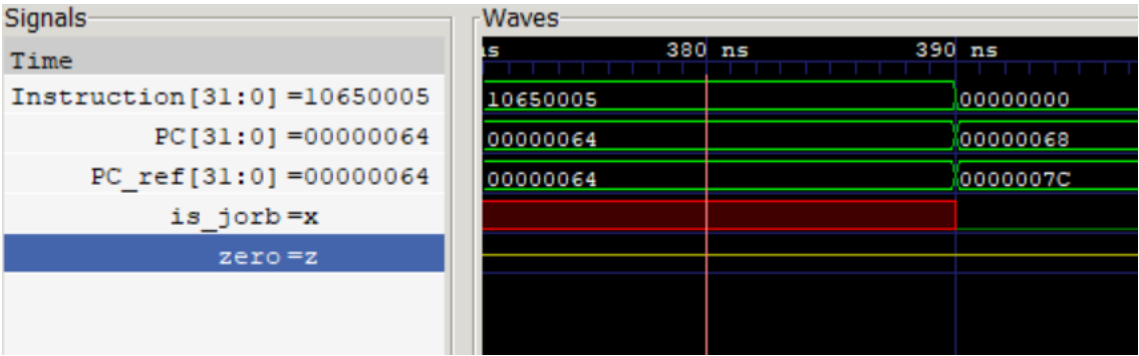 Signals Waves
Time
Instruction[31:0]=10650005
PC[31:0]=00000064
PC_ref[31:0]=00000064
is_jorb=x
zero=z
s 380 ns 390 ns
10650005 00000000
00000064 00000068
00000064 0000007C